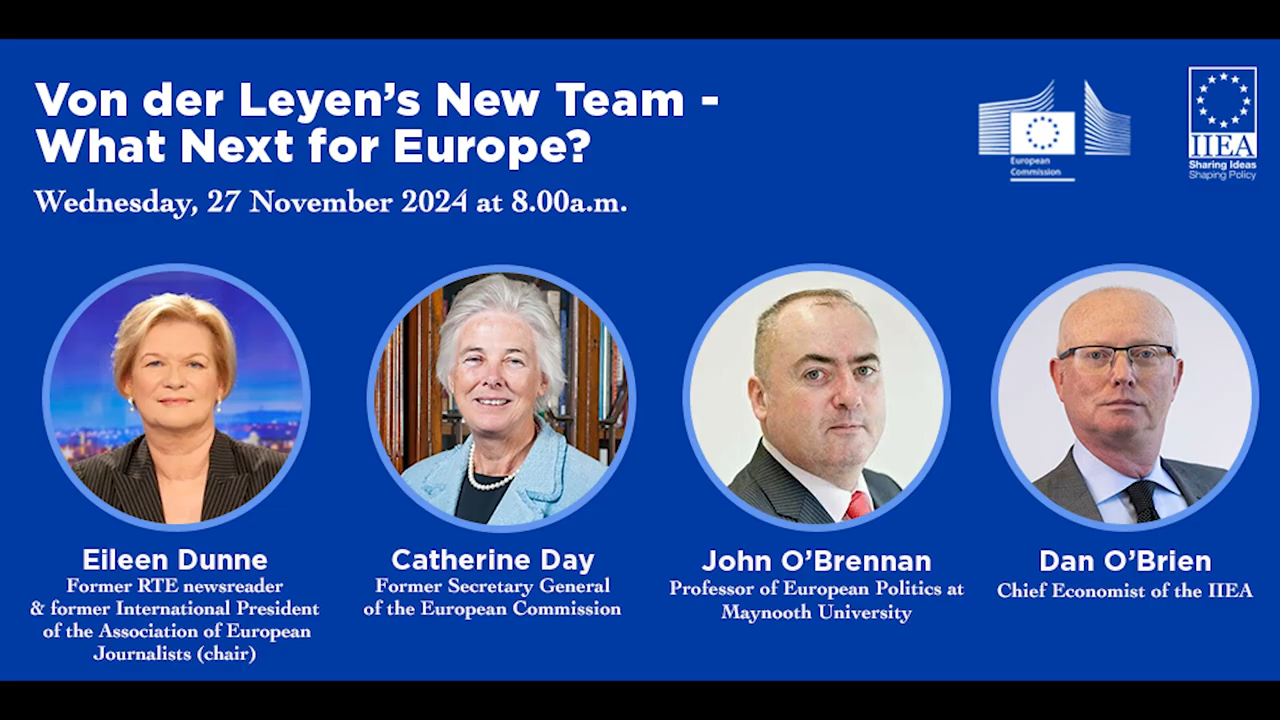 Von der Leyen's New Team -
What Next for Europe?
Wednesday, 27 November 2024 at 8.00a.m.
European
Commission
IIEA
Sharing Ideas
Shaping Policy
Eileen Dunne
Former RTE newsreader
& former International President
of the Association of European
Journalists (chair)
Catherine Day
Former Secretary General
of the European Commission
John O'Brennan
Professor of European Politics at
Maynooth University
Dan O'Brien
Chief Economist of the IIEA